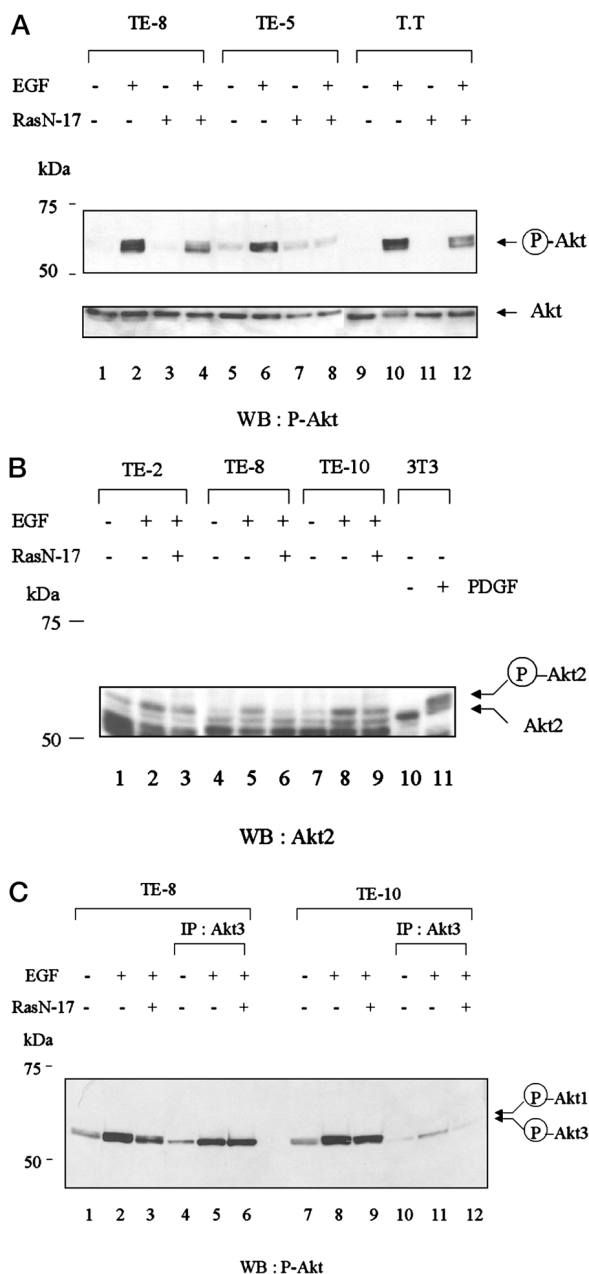 A
TE-8 TE-5 T.T
EGF - + - + - + - + - + - +
RasN-17 - - + + - - + + - - + +
kDa
75
P-Akt
50
Akt
1 2 3 4 5 6 7 8 9 10 11 12
WB : P-Akt
B
TE-2 TE-8 TE-10 3T3
EGF - + + - + + - + + - -
RasN-17 - - + - - + - - + - -
kDa - + PDGF
75
P-Akt2
Akt2
50
1 2 3 4 5 6 7 8 9 10 11
WB : Akt2
C
TE-8 TE-10
IP : Akt3 IP : Akt3
EGF - + + - + + - + + - + +
RasN-17 - - + - - + - - + - - +
kDa
75
P-Akt1
P-Akt3
50
1 2 3 4 5 6 7 8 9 10 11 12
WB : P-Akt